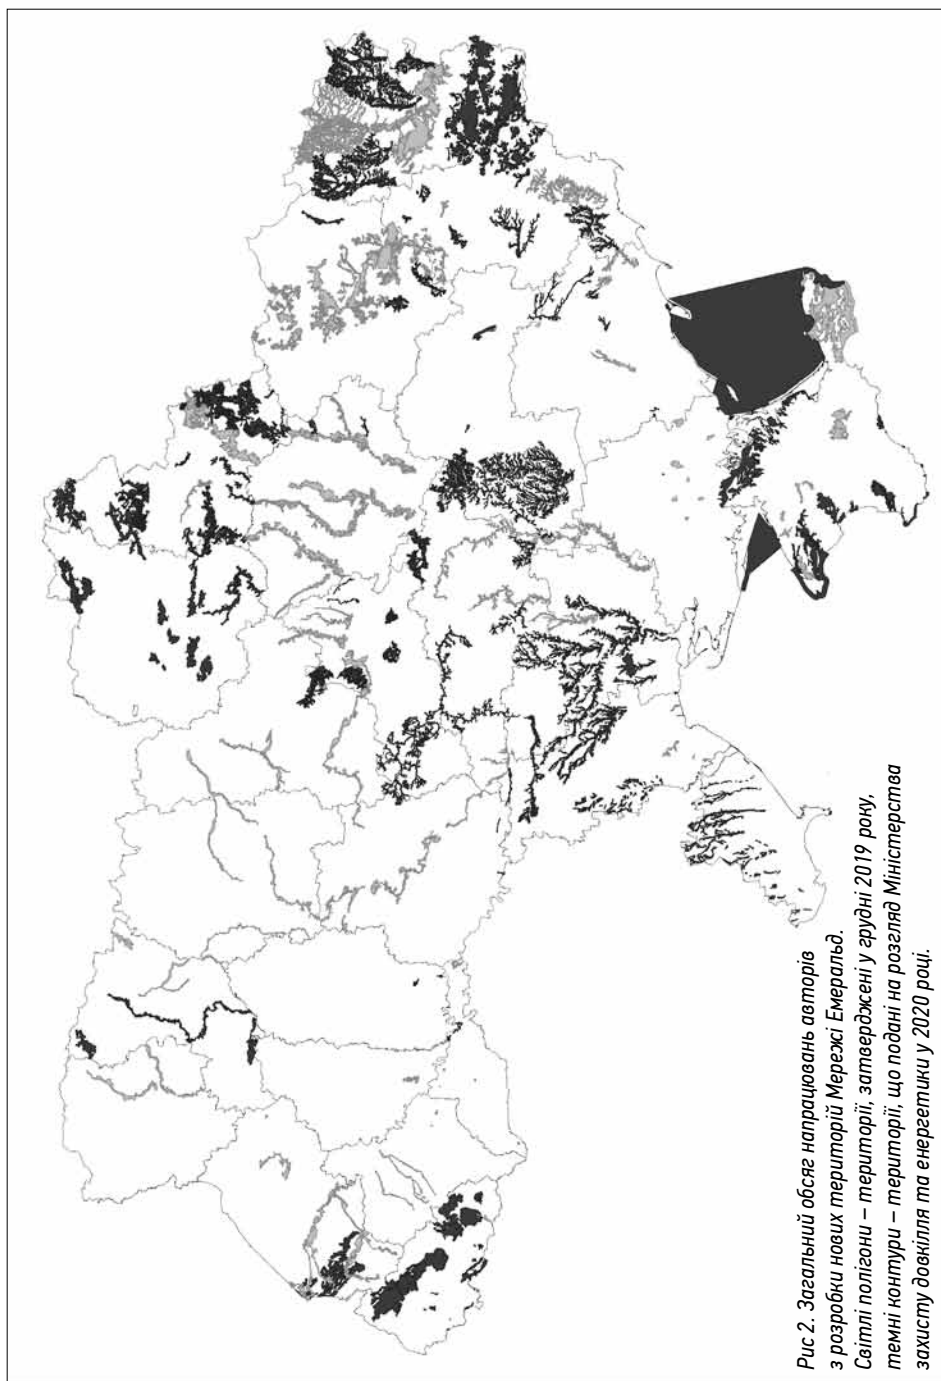 Рис 2. Загальний обсяг напрацювань авторів
з розробки нових територій Мережі Емеральд.
Світлі полігони – території, затверджені у грудні 2019 року,
темні контури – території, що подані на розгляд Міністерства
захисту довкілля та енергетики у 2020 році.